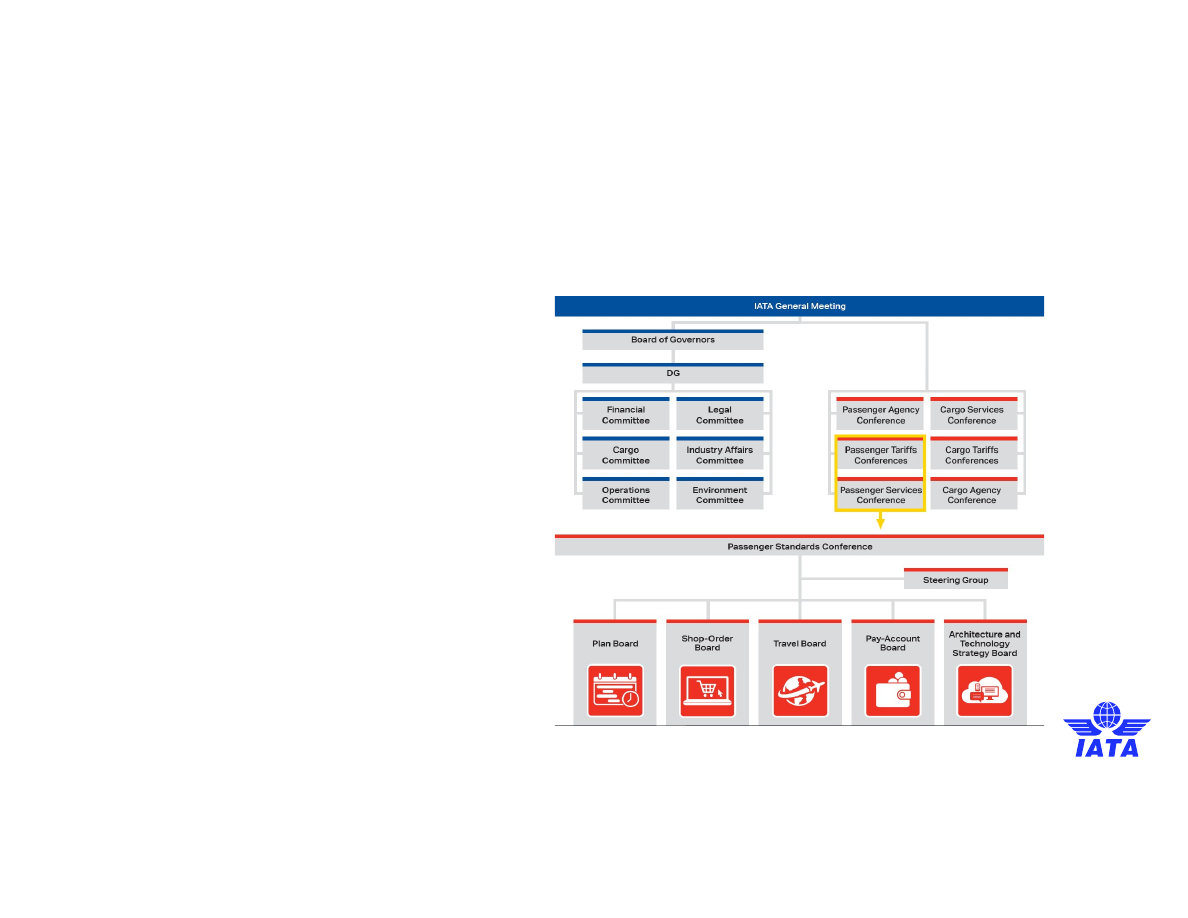 IATA General Meeting
Board of Governors
DG
Financial
Committee
Legal
Committee
Cargo
Committee
Industry Affairs
Committee
Operations
Committee
Environment
Committee
Passenger Agency
Conference
Cargo Services
Conference
Passenger Tariffs
Conferences
Cargo Tariffs
Conferences
Passenger Services
Conference
Cargo Agency
Conference
Passenger Standards Conference
Steering Group
Plan Board
Shop-Order
Board
Travel Board
Pay-Account
Board
Architecture and
Technology
Strategy Board
IATA